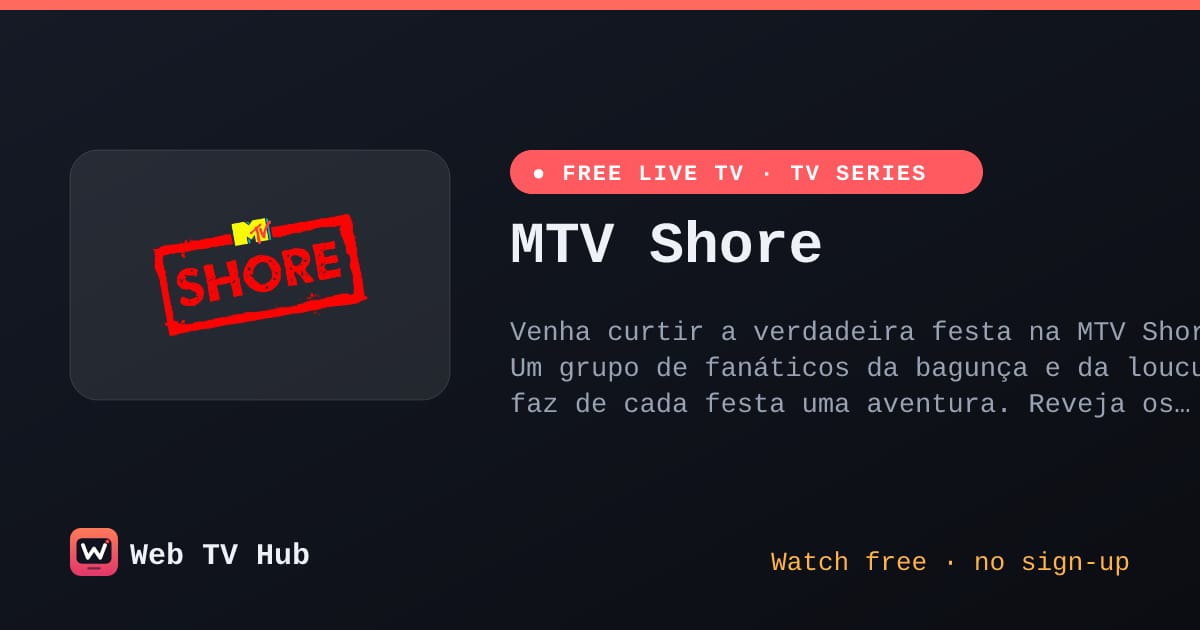 ● FREE LIVE TV · TV SERIES
MTV
SHORE
MTV Shore
Venha curtir a verdadeira festa na MTV Shor
Um grupo de fanáticos da bagunça e da loucu
faz de cada festa uma aventura. Reveja os…
W
Web TV Hub
Watch free · no sign-up